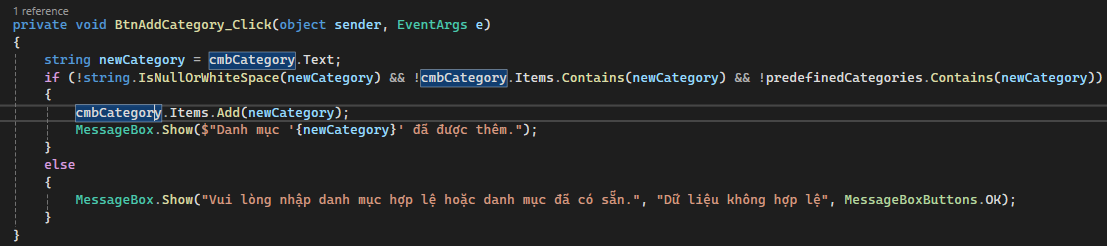 1 reference
private void BtnAddCategory_Click(object sender, EventArgs e)
{
string newCategory = cmbCategory.Text;
if (!string.IsNullOrWhiteSpace(newCategory) && !cmbCategory.Items.Contains(newCategory) && !predefinedCategories.Contains(newCategory))
{
cmbCategory.Items.Add(newCategory);
MessageBox.Show($"Danh mục '{newCategory}' đã được thêm.");
}
else
{
MessageBox.Show("Vui lòng nhập danh mục hợp lệ hoặc danh mục đã có sẵn.", "Dữ liệu không hợp lệ", MessageBoxButtons.OK);
}
}